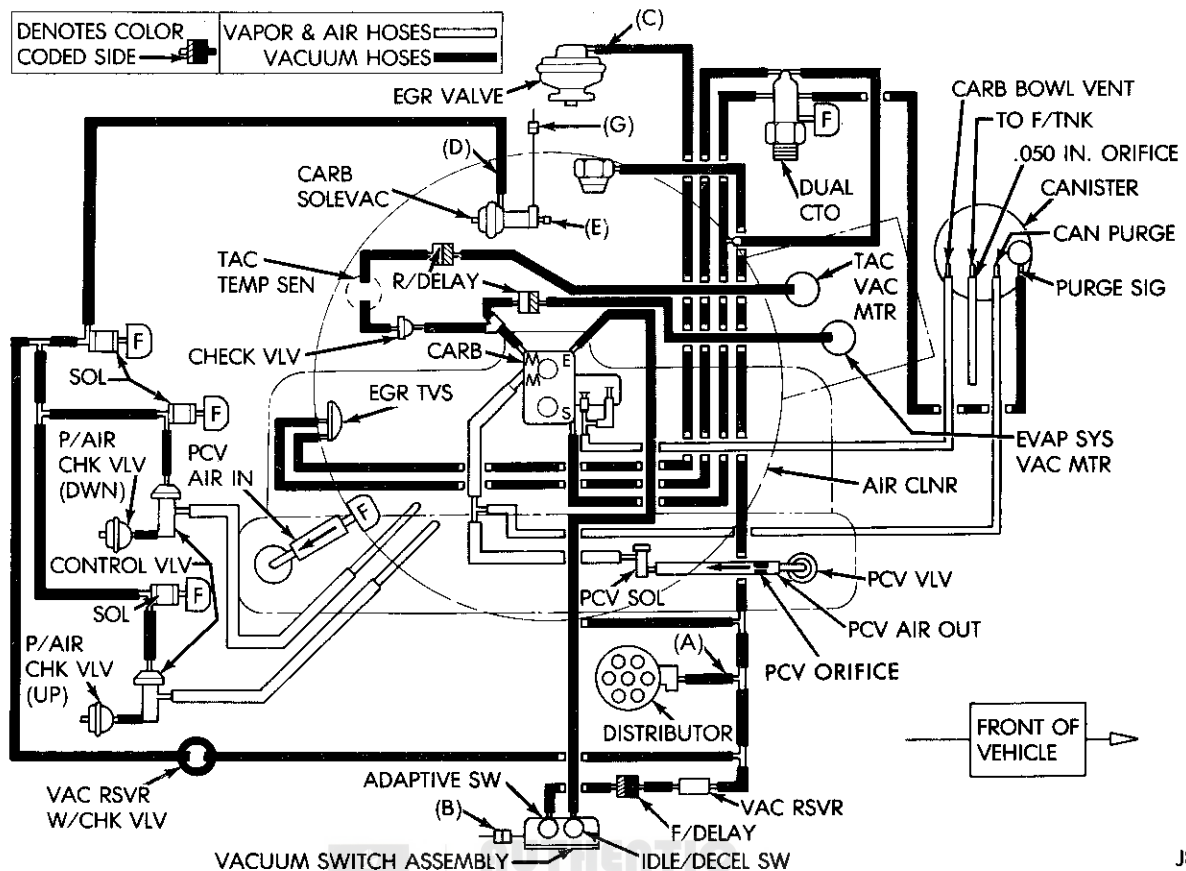 DENOTES COLOR
CODED SIDE
VAPOR & AIR HOSES
VACUUM HOSES
(C)
EGR VALVE
(G)
(D)
CARB
SOLEVAC
(E)
F
DUAL
CTO
CARB BOWL VENT
TO F/TNK
.050 IN. ORIFICE
CANISTER
CAN PURGE
PURGE SIG
TAC
TEMP SEN
R/DELAY
TAC
VAC
MTR
CHECK VLV
CARB
M
M
E
S
F
SOL
F
EGR TVS
EVAP SYS
VAC MTR
P/AIR
CHK VLV
(DWN)
PCV
AIR IN
F
AIR CLNR
CONTROL VLV
SOL
F
PCV SOL
PCV VLV
PCV AIR OUT
PCV ORIFICE
P/AIR
CHK VLV
(UP)
(A)
DISTRIBUTOR
FRONT OF
VEHICLE
VAC RSVR
W/CHK VLV
ADAPTIVE SW
(B)
VAC RSVR
F/DELAY
VACUUM SWITCH ASSEMBLY
IDLE/DECEL SW
AUTHENTIC